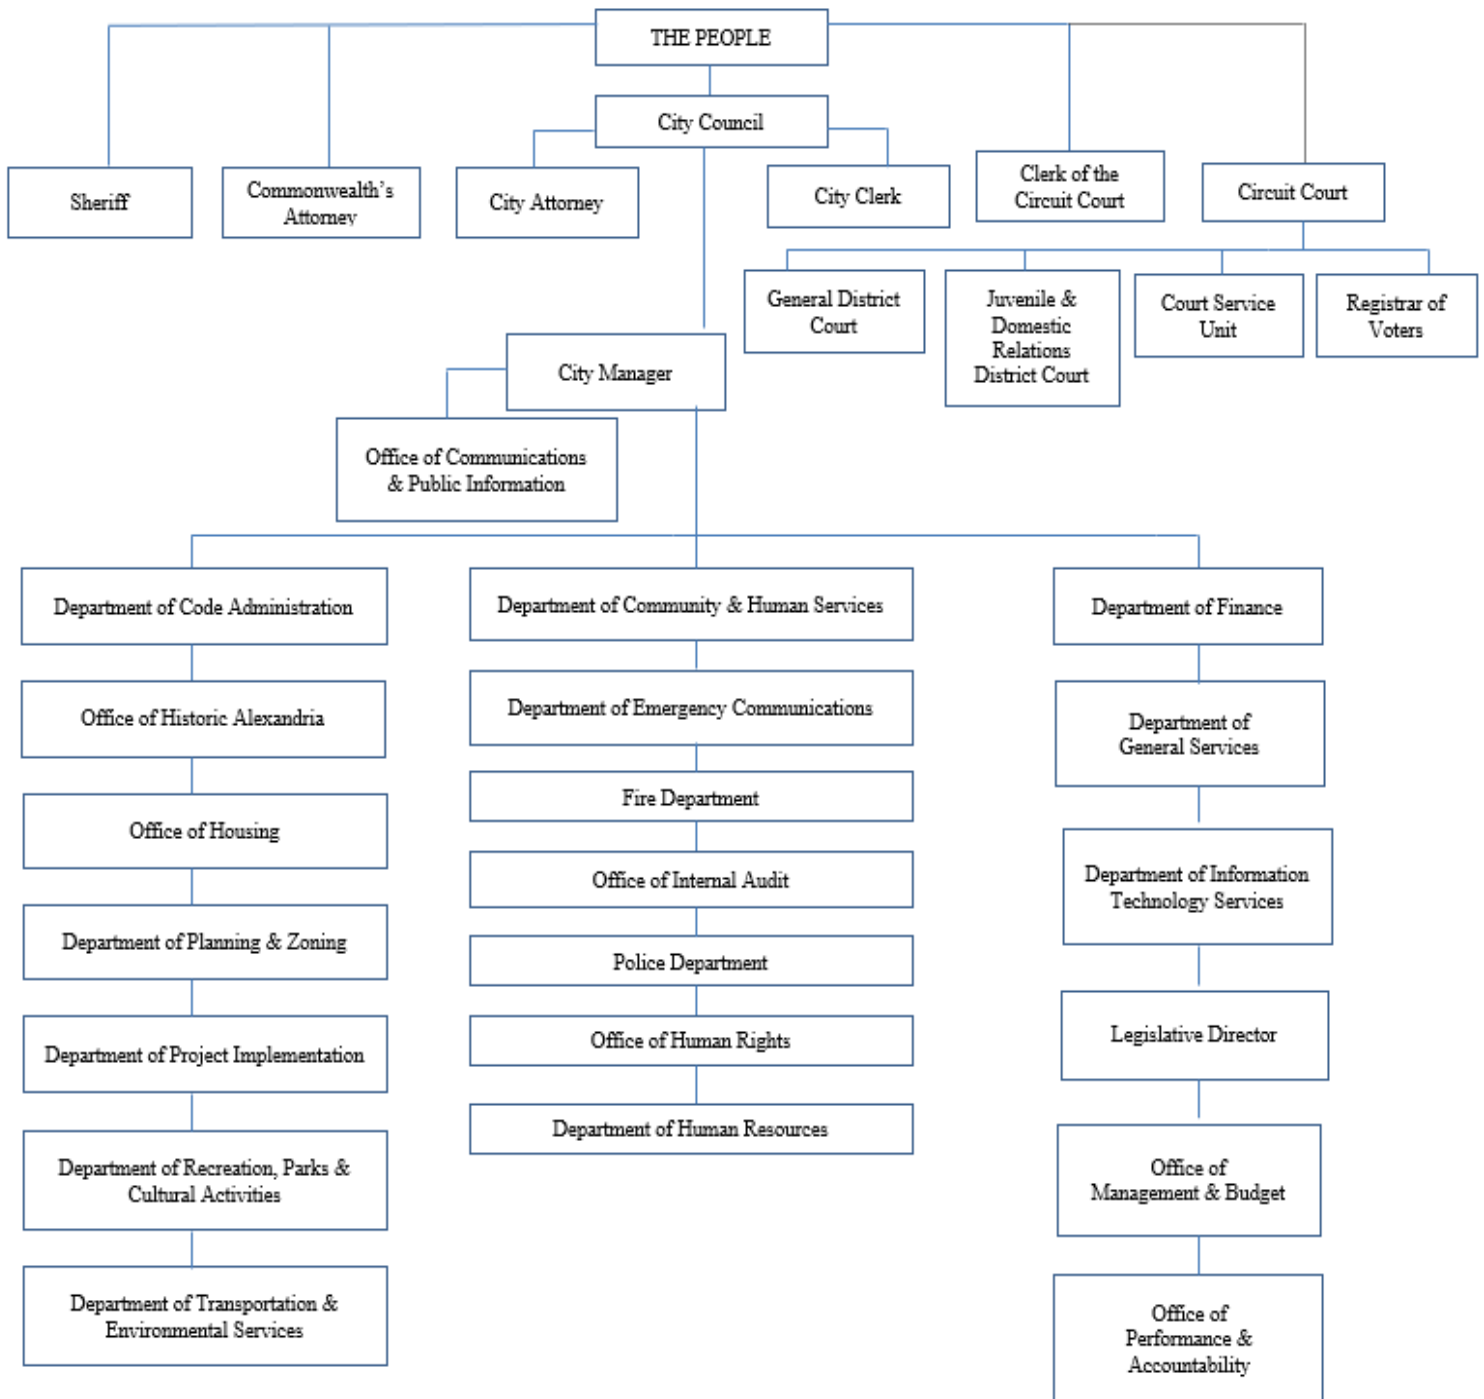 THE PEOPLE
City Council
Sheriff
Commonwealth’s
Attorney
City Attorney
City Clerk
Clerk of the
Circuit Court
Circuit Court
General District
Court
Juvenile &
Domestic
Relations
District Court
Court Service
Unit
Registrar of
Voters
City Manager
Office of Communications
& Public Information
Department of Code Administration
Office of Historic Alexandria
Office of Housing
Department of Planning & Zoning
Department of Project Implementation
Department of Recreation, Parks &
Cultural Activities
Department of Transportation &
Environmental Services
Department of Community & Human Services
Department of Emergency Communications
Fire Department
Office of Internal Audit
Police Department
Office of Human Rights
Department of Human Resources
Department of Finance
Department of
General Services
Department of Information
Technology Services
Legislative Director
Office of
Management & Budget
Office of
Performance &
Accountability